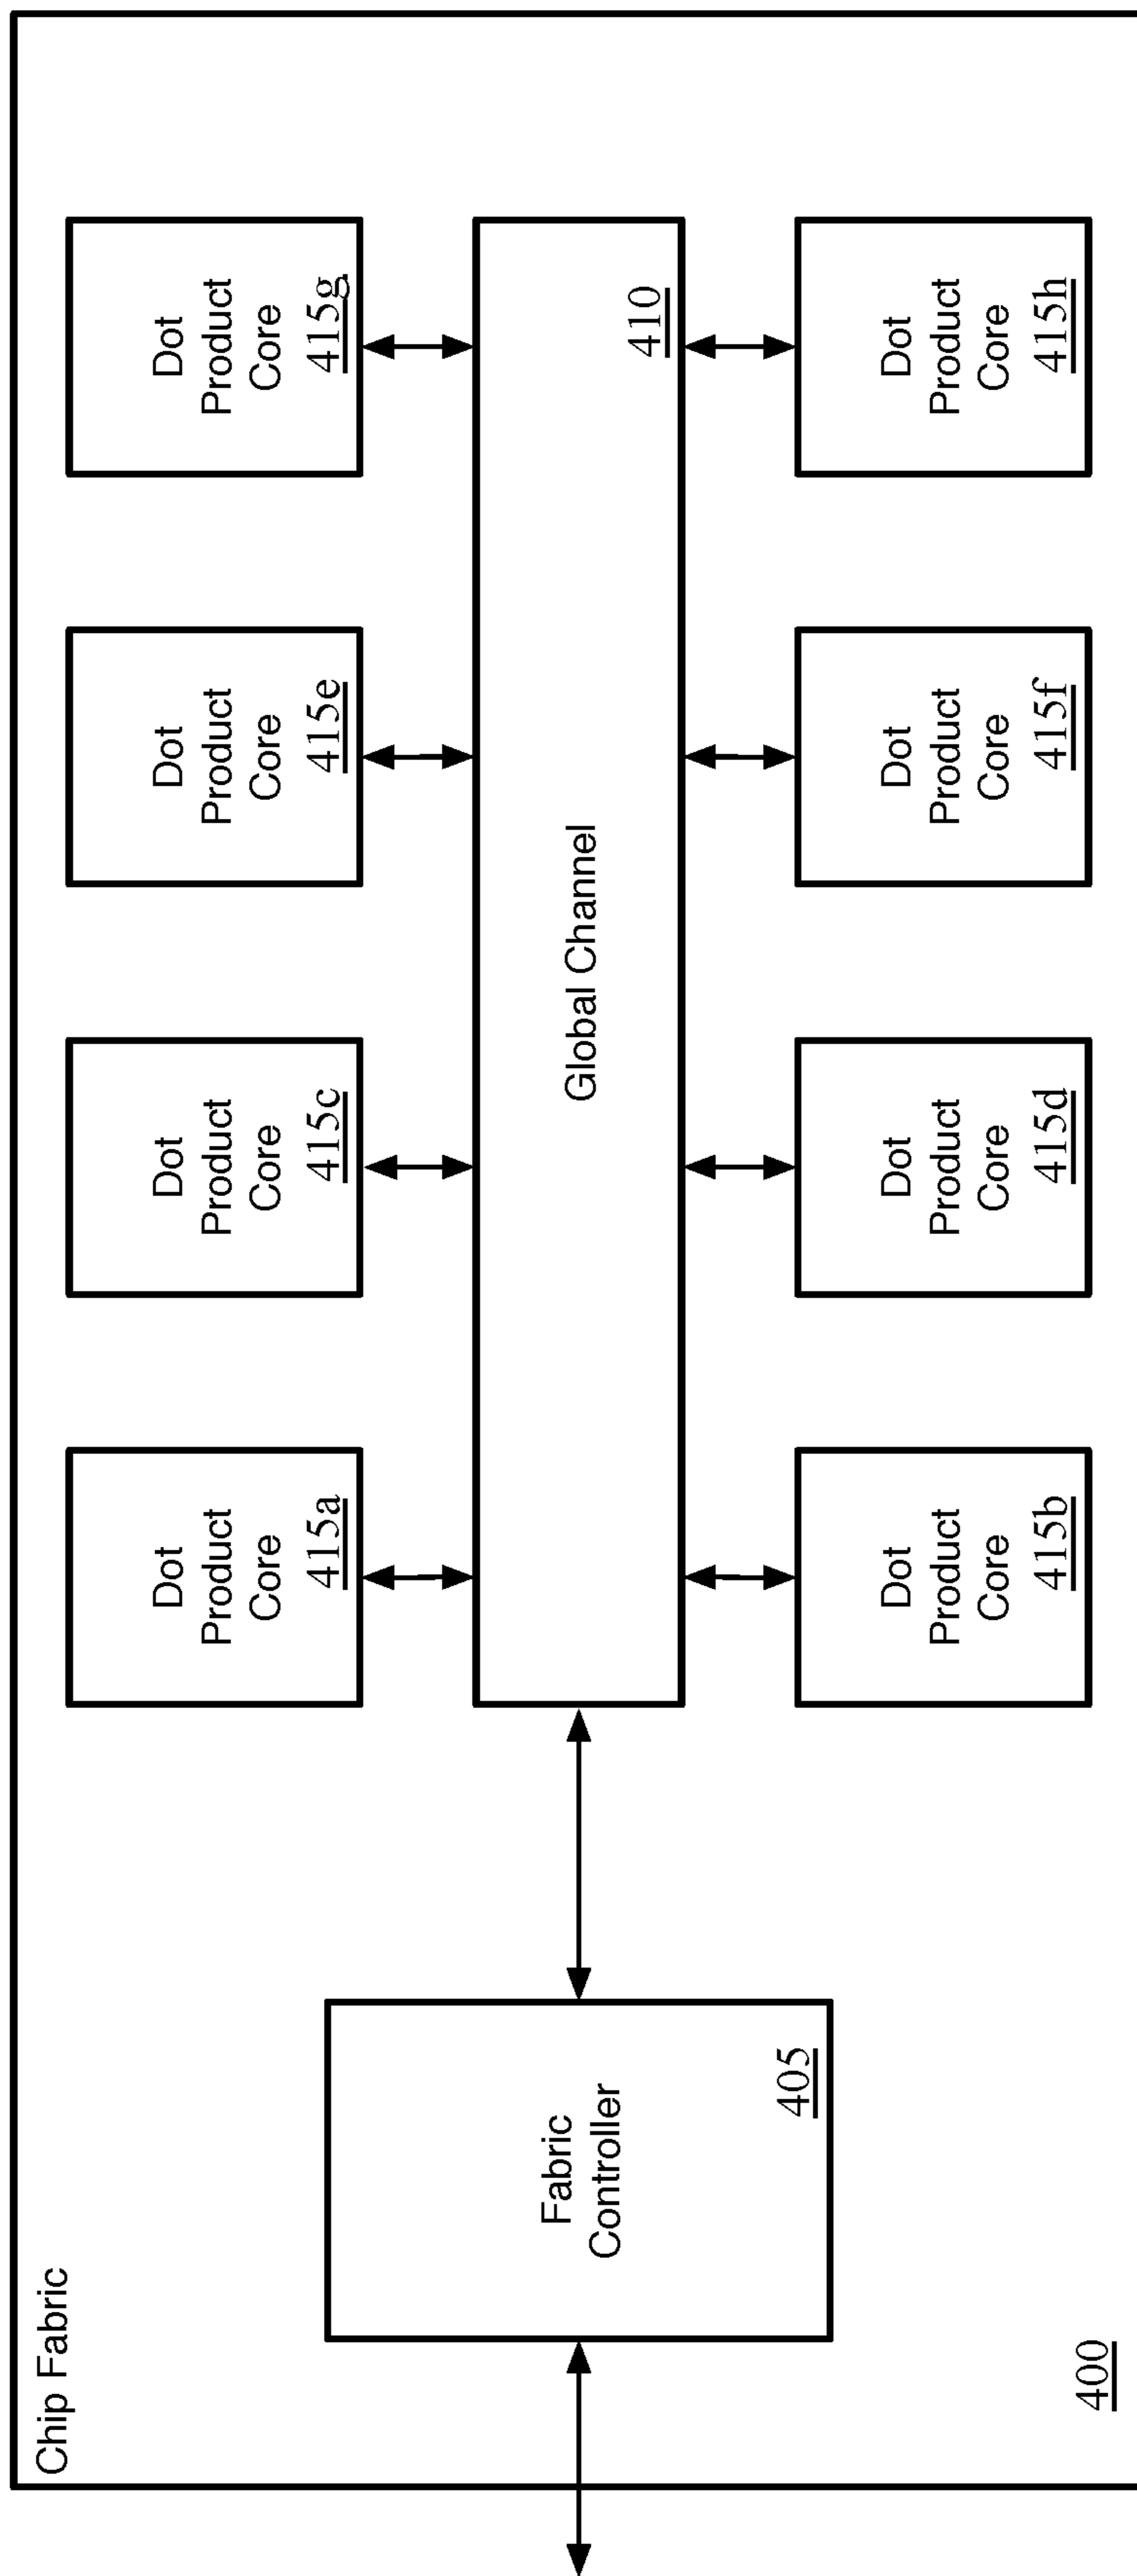 Chip Fabric
Dot
Product
Core
415a
Dot
Product
Core
415c
Dot
Product
Core
415e
Dot
Product
Core
415g
Fabric
Controller
405
Global Channel
410
Dot
Product
Core
415b
Dot
Product
Core
415d
Dot
Product
Core
415f
Dot
Product
Core
415h
400